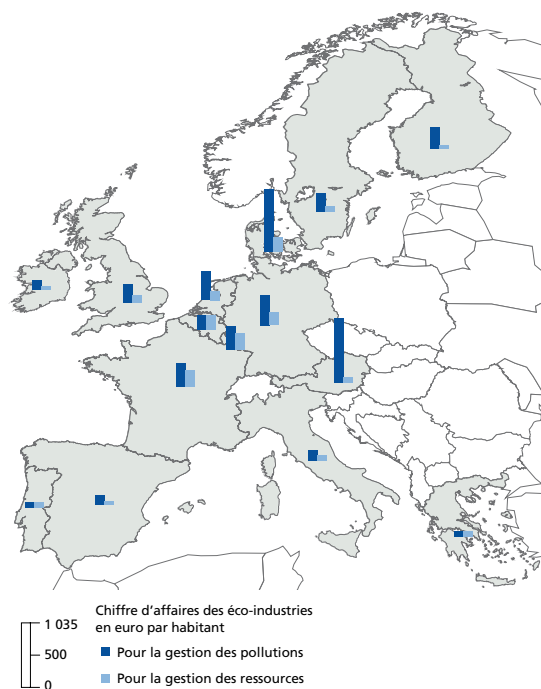 Chiffre d'affaires des éco-industries
en euro par habitant
1 035
500
0
Pour la gestion des pollutions
Pour la gestion des ressources